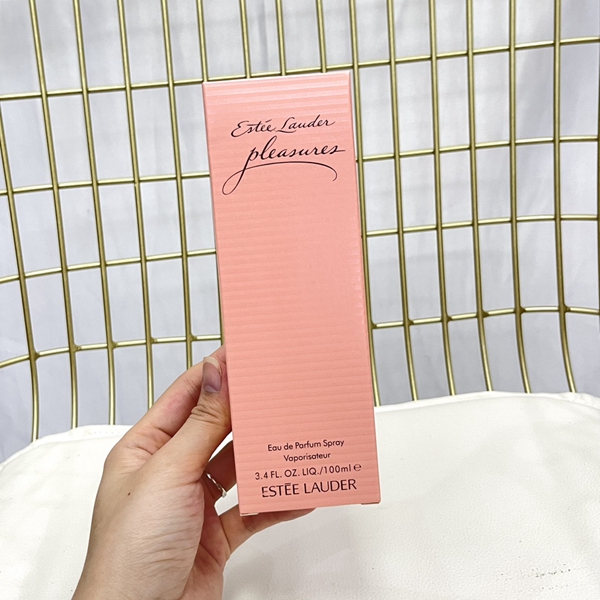 Estée Lauder
pleasures
Eau de Parfum Spray
Vaporisateur
3.4 FL. OZ. LIQ./100ml ℮
ESTĒE LAUDER